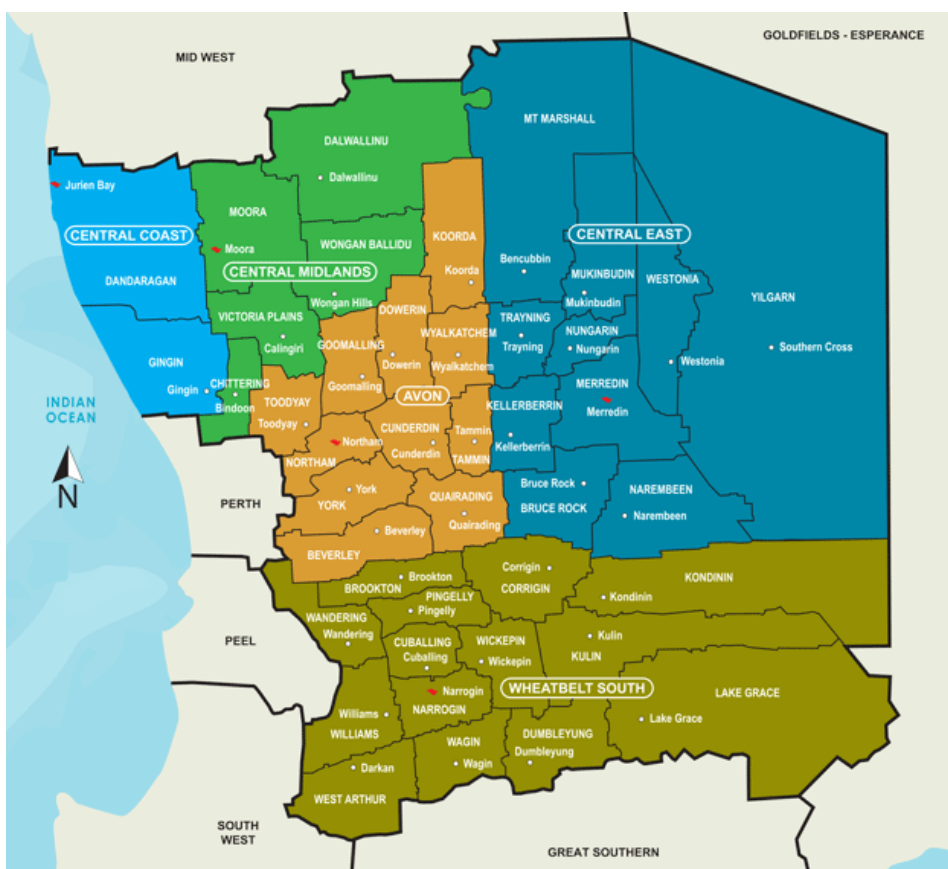 GOLDFIELDS - ESPERANCE
MID WEST
MT MARSHALL
DALWALLINU
Dalwallinu
Jurien Bay
MOORA
CENTRAL COAST
KOORDA
CENTRAL EAST
WONGAN BALLIDU
Moora
CENTRAL MIDLANDS
Koorda
Bencubbin
MUKINBUDIN
WESTONIA
DANDARAGAN
YILGARN
Wongan Hills
Mukinbudin
DOWERIN
VICTORIA PLAINS
TRAYNING
WYALKATCHEM
NUNGARIN
Calingiri
GOOMALLING
Trayning
Nungarin
Southern Cross
GINGIN
Dowerin
Wyalkatchem
Westonia
Goomalling
CHITTERING
MERREDIN
Gingin
AVON
INDIAN
OCEAN
Bindoon
TOODYAY
KELLERBERRIN
Merredin
Toodyay
CUNDERDIN
Tammin
Northam
Kellerberrin
Cunderdin
TAMMIN
NORTHAM
N
PERTH
York
YORK
QUAIRADING
Bruce Rock
NAREMBEEN
BRUCE ROCK
Quairading
Narembeen
Beverley
BEVERLEY
Corrigin
Brookton
BROOKTON
CORRIGIN
KONDININ
PINGELLY
Kondinin
Pingelly
WANDERING
Wandering
PEEL
CUBALLING
Cuballing
WICKEPIN
Wickepin
Kulin
KULIN
Narrogin
NARROGIN
WHEATBELT SOUTH
LAKE GRACE
Williams
WILLIAMS
Lake Grace
WAGIN
DUMBLEYUNG
Dumbleyung
Darkan
Wagin
WEST ARTHUR
SOUTH
WEST
GREAT SOUTHERN